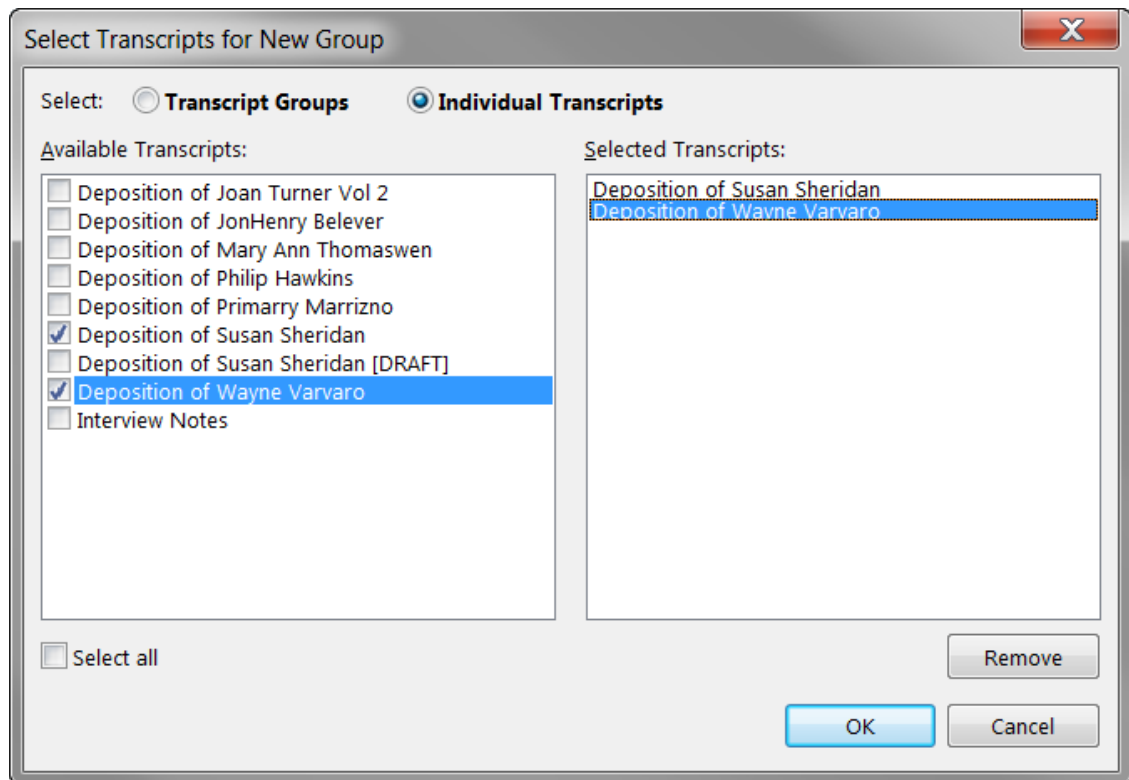 Select Transcripts for New Group
Select: Transcript Groups Individual Transcripts
Available Transcripts:
Deposition of Joan Turner Vol 2
Deposition of JonHenry Belever
Deposition of Mary Ann Thomaswen
Deposition of Philip Hawkins
Deposition of Primarry Marrizno
Deposition of Susan Sheridan
Deposition of Susan Sheridan [DRAFT]
Deposition of Wayne Varvaro
Interview Notes
Selected Transcripts:
Deposition of Susan Sheridan
Deposition of Wayne Varvaro
Select all
Remove
OK
Cancel